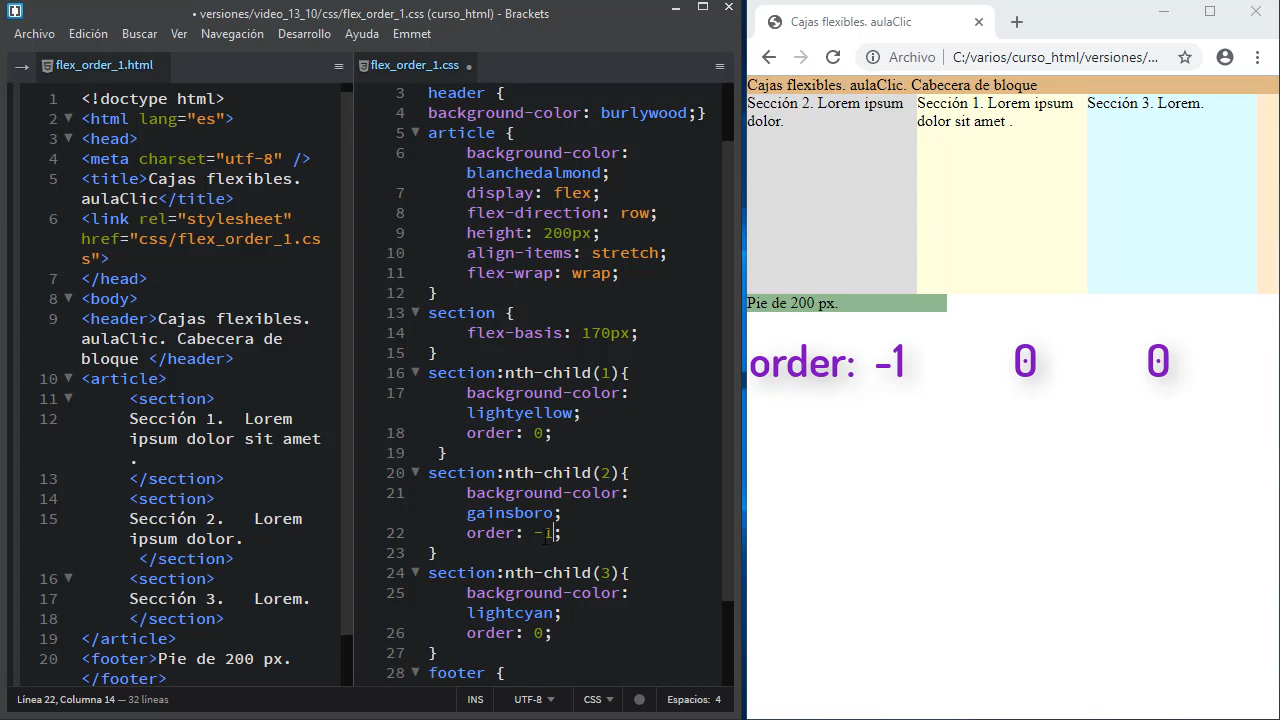 • versiones/video_13_10/css/flex_order_1.css (curso_html) - Brackets
Archivo Edición Buscar Ver Navegación Desarrollo Ayuda Emmet
flex_order_1.html
1 <!doctype html>
2 <html lang="es">
3 <head>
4 <meta charset="utf-8" />
5 <title>Cajas flexibles.
aulaClic</title>
6 <link rel="stylesheet"
href="css/flex_order_1.cs
s">
7 </head>
8 <body>
9 <header>Cajas flexibles.
aulaClic. Cabecera de
bloque </header>
10 <article>
11 <section>
12 Sección 1. Lorem
ipsum dolor sit amet
.
13 </section>
14 <section>
15 Sección 2. Lorem
ipsum dolor.
</section>
16 <section>
17 Sección 3. Lorem.
18 </section>
19 </article>
20 <footer>Pie de 200 px.
</footer>
flex_order_1.css •
3 header {
4 background-color: burlywood;}
5 article {
6 background-color:
blanchedalmond;
7 display: flex;
8 flex-direction: row;
9 height: 200px;
10 align-items: stretch;
11 flex-wrap: wrap;
12 }
13 section {
14 flex-basis: 170px;
15 }
16 section:nth-child(1){
17 background-color:
lightyellow;
18 order: 0;
19 }
20 section:nth-child(2){
21 background-color:
gainsboro;
22 order: -1;
23 }
24 section:nth-child(3){
25 background-color:
lightcyan;
26 order: 0;
27 }
28 footer {
Línea 22, Columna 14 — 32 líneas
INS UTF-8 CSS Espacios: 4
Cajas flexibles. aulaClic
Archivo C:/varios/curso_html/versiones/...
Cajas flexibles. aulaClic. Cabecera de bloque
Sección 2. Lorem ipsum
dolor.
Sección 1. Lorem ipsum
dolor sit amet .
Sección 3. Lorem.
Pie de 200 px.
order: -1 0 0